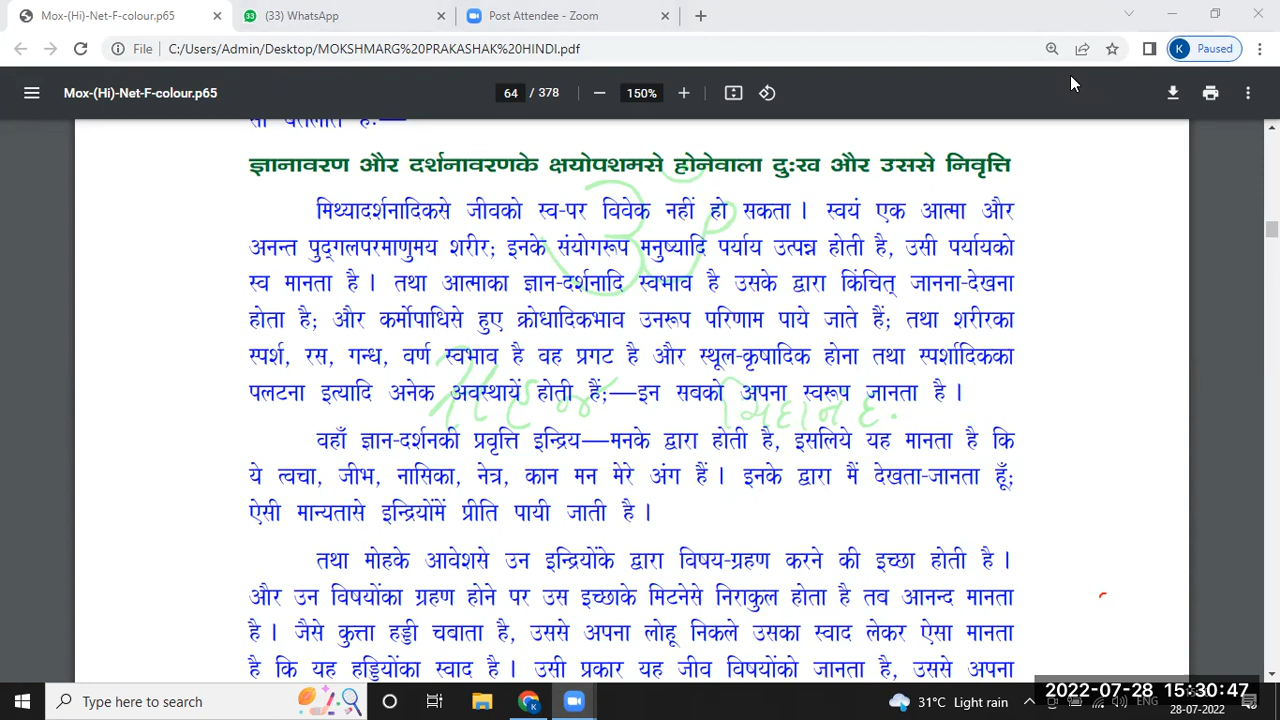 Mox-(Hi)-Net-F-colour.p65
(33) WhatsApp
Post Attendee - Zoom
File C:/Users/Admin/Desktop/MOKSHMARG%20PRAKASHAK%20HINDI.pdf
K Paused
Mox-(Hi)-Net-F-colour.p65
64 / 378
150%
ज्ञानावरण और दर्शनावरणके क्षयोपशमसे होनेवाला दुःख और उससे निवृत्ति
मिथ्यादर्शनादिकसे जीवको स्व-पर विवेक नहीं हो सकता । स्वयं एक आत्मा और
अनन्त पुद्गलपरमाणुमय शरीर; इनके संयोगरूप मनुष्यादि पर्याय उत्पन्न होती है, उसी पर्यायको
स्व मानता है । तथा आत्माका ज्ञान-दर्शनादि स्वभाव है उसके द्वारा किंचित् जानना-देखना
होता है; और कर्मोपाधिसे हुए क्रोधादिकभाव उनरूप परिणाम पाये जाते हैं; तथा शरीरका
स्पर्श, रस, गन्ध, वर्ण स्वभाव है वह प्रगट है और स्थूल-कृषादिक होना तथा स्पर्शादिकका
पलटना इत्यादि अनेक अवस्थायें होती हैं;—इन सबको अपना स्वरूप जानता है ।
ॐ
सहज चिदानंद.
वहाँ ज्ञान-दर्शनकी प्रवृत्ति इन्द्रिय—मनके द्वारा होती है, इसलिये यह मानता है कि
ये त्वचा, जीभ, नासिका, नेत्र, कान मन मेरे अंग हैं । इनके द्वारा मैं देखता-जानता हूँ;
ऐसी मान्यतासे इन्द्रियोंमें प्रीति पायी जाती है ।
तथा मोहके आवेशसे उन इन्द्रियोंके द्वारा विषय-ग्रहण करने की इच्छा होती है ।
और उन विषयोंका ग्रहण होने पर उस इच्छाके मिटनेसे निराकुल होता है तब आनन्द मानता
है । जैसे कुत्ता हड्डी चबाता है, उससे अपना लोहू निकले उसका स्वाद लेकर ऐसा मानता
है कि यह हड्डियोंका स्वाद है । उसी प्रकार यह जीव विषयोंको जानता है, उससे अपना
Type here to search
31°C Light rain
ENG
28-07-2022
2022-07-28 15:30:47